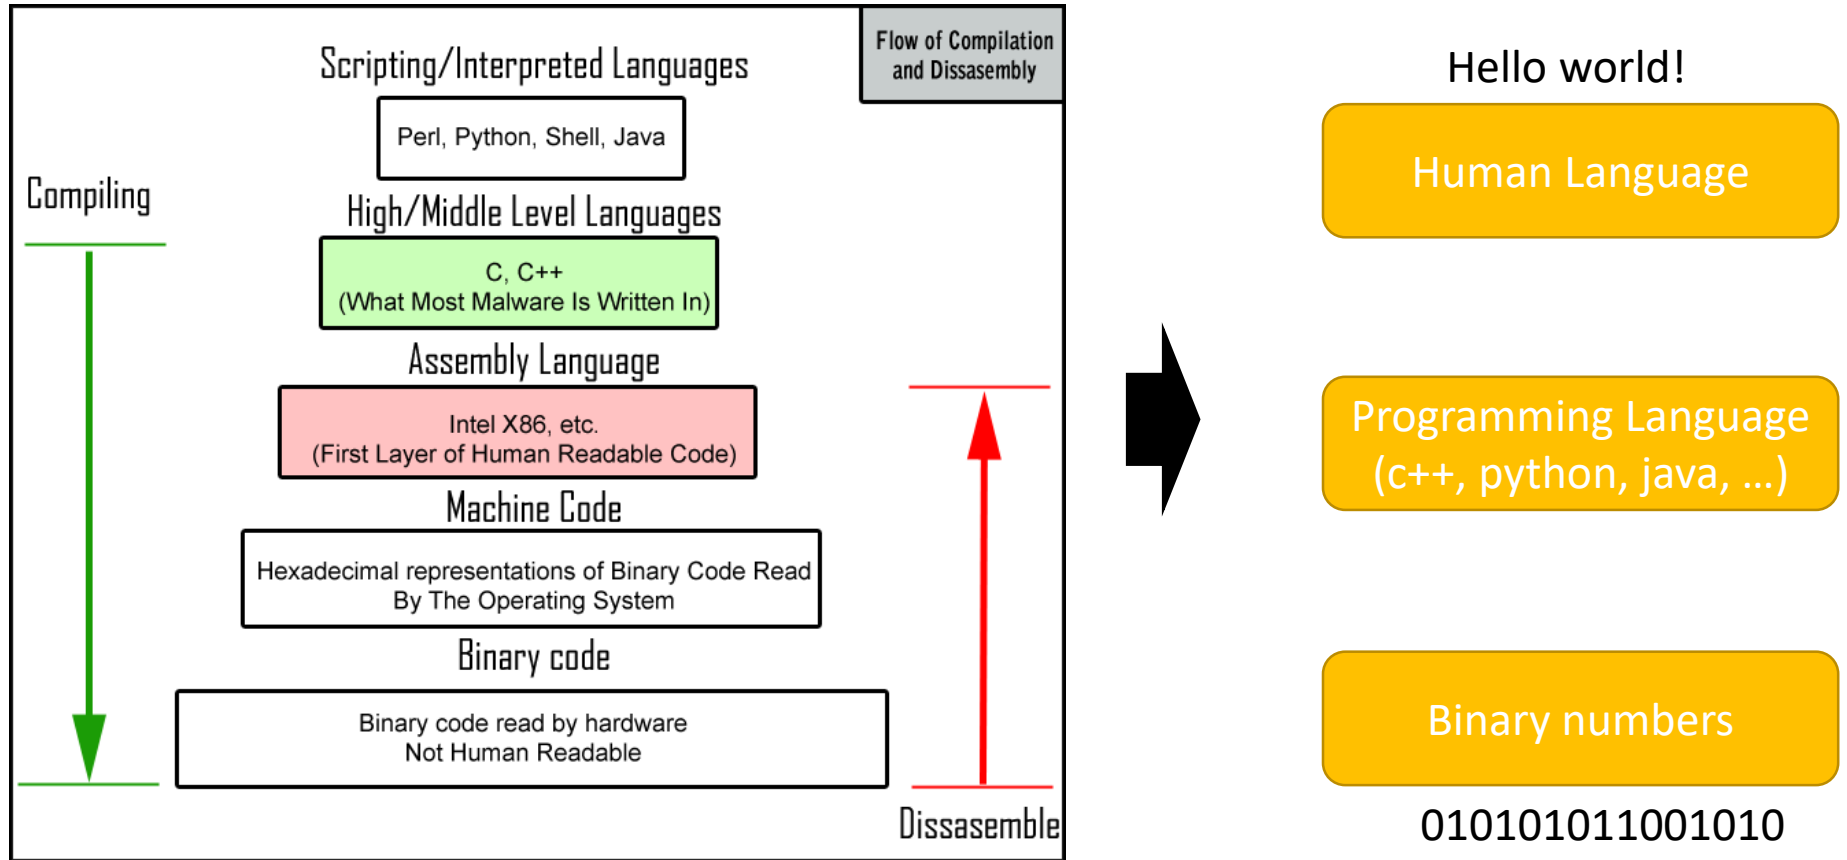 Flow of Compilation
and Dissasembly
Scripting/Interpreted Languages
Perl, Python, Shell, Java
Compiling
High/Middle Level Languages
C, C++
(What Most Malware Is Written In)
Assembly Language
Intel X86, etc.
(First Layer of Human Readable Code)
Machine Code
Hexadecimal representations of Binary Code Read
By The Operating System
Binary code
Binary code read by hardware
Not Human Readable
Dissasemble
Hello world!
Human Language
Programming Language
(c++, python, java, ...)
Binary numbers
010101011001010